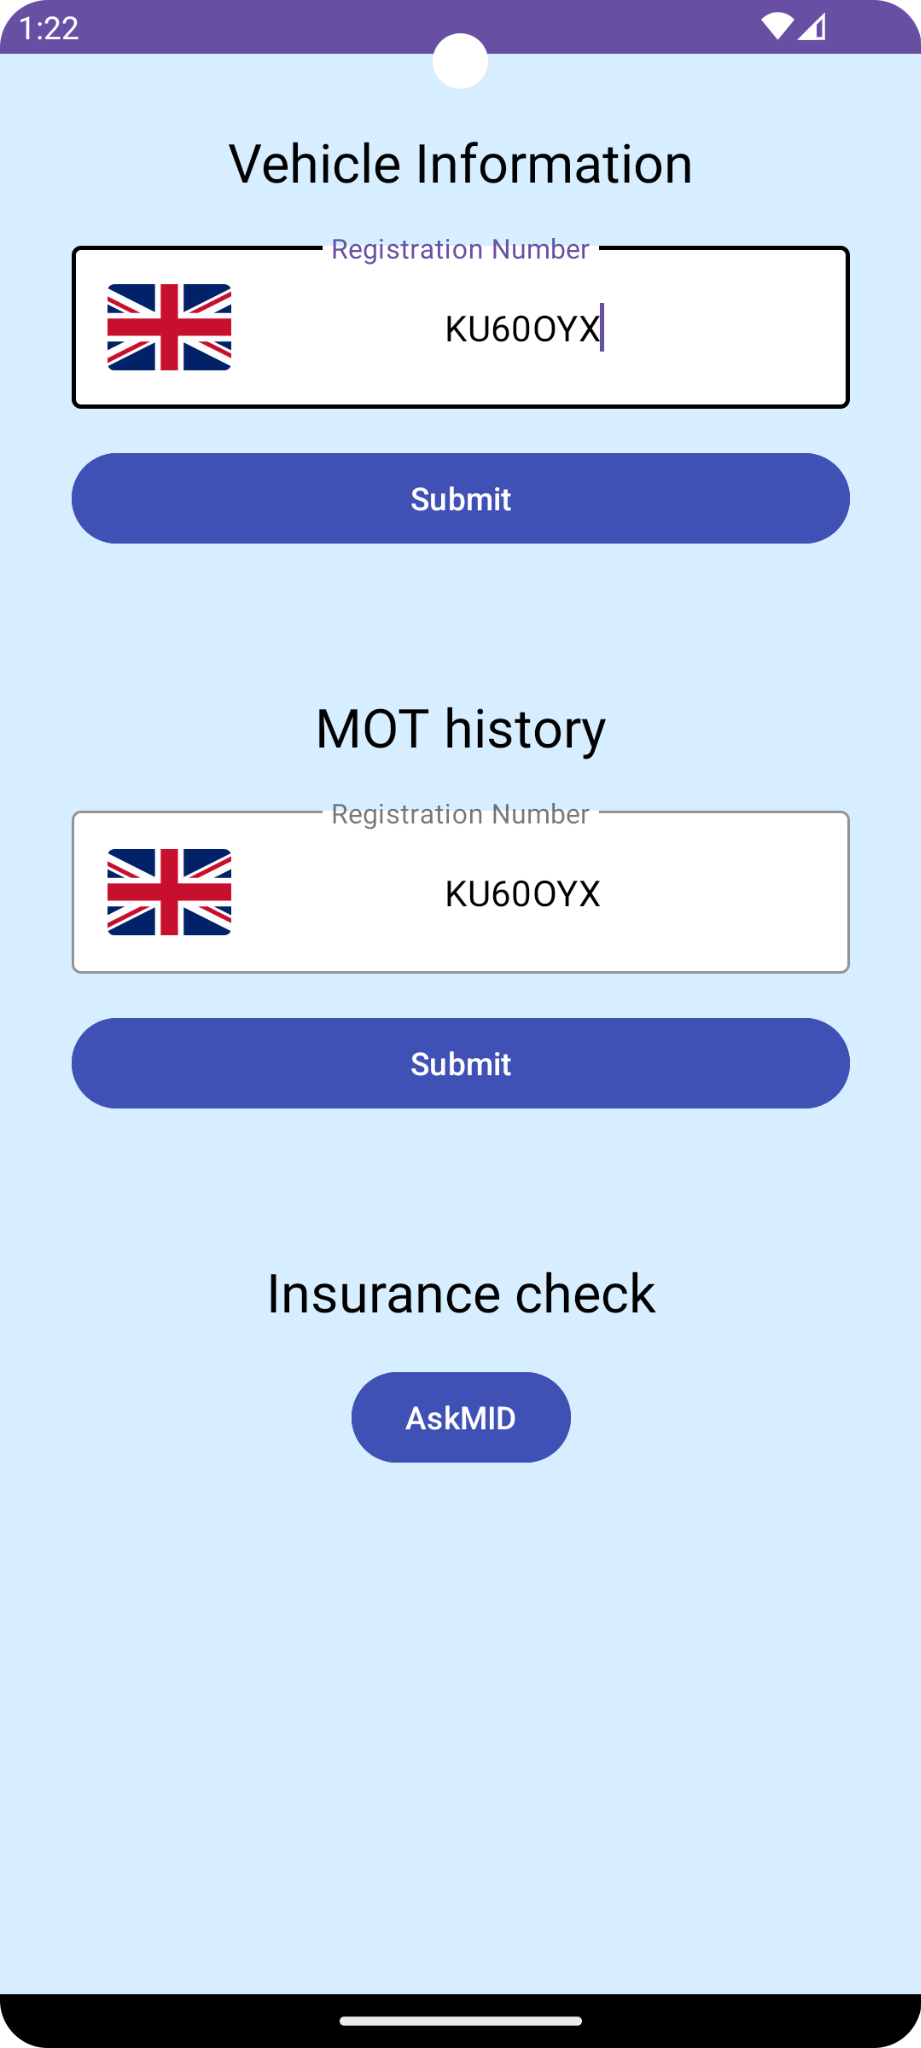 1:22
Vehicle Information
Registration Number
KU60OYX
Submit
MOT history
Registration Number
KU60OYX
Submit
Insurance check
AskMID